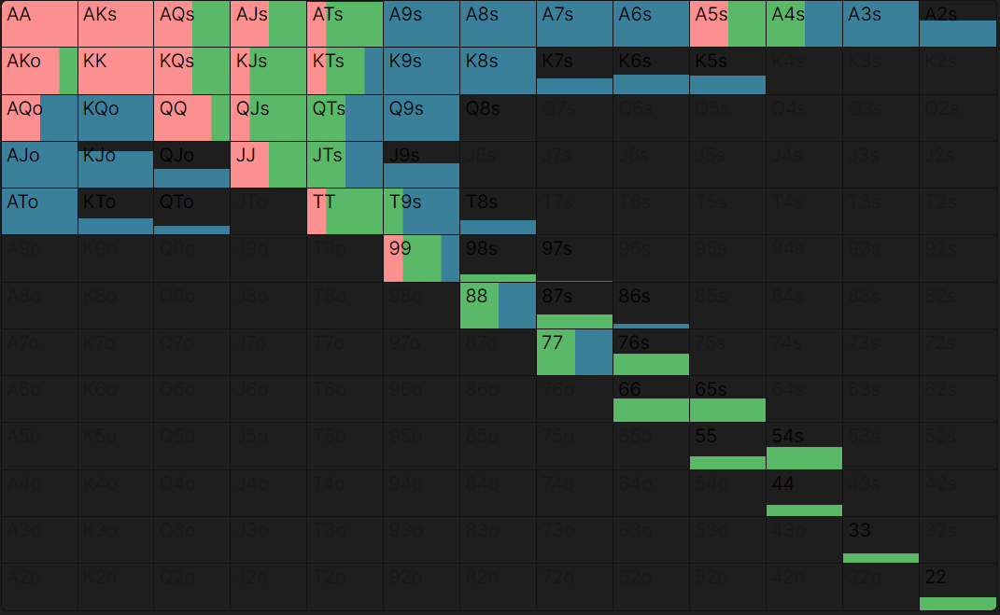 AA AKs AQs AJs ATs A9s A8s A7s A6s A5s A4s A3s A2s
AKo KK KQs KJs KTs K9s K8s K7s K6s K5s K4s K3s K2s
AQo KQo QQ QJs QTs Q9s Q8s Q7s Q6s Q5s Q4s Q3s Q2s
AJo KJo QJo JJ JTs J9s J8s J7s J6s J5s J4s J3s J2s
ATo KTo QTo JTo TT T9s T8s T7s T6s T5s T4s T3s T2s
A9o K9o Q9o J9o T9o 99 98s 97s 96s 95s 94s 93s 92s
A8o K8o Q8o J8o T8o 98o 88 87s 86s 85s 84s 83s 82s
A7o K7o Q7o J7o T7o 97o 87o 77 76s 75s 74s 73s 72s
A6o K6o Q6o J6o T6o 96o 86o 76o 66 65s 64s 63s 62s
A5o K5o Q5o J5o T5o 95o 85o 75o 65o 55 54s 53s 52s
A4o K4o Q4o J4o T4o 94o 84o 74o 64o 54o 44 43s 42s
A3o K3o Q3o J3o T3o 93o 83o 73o 63o 53o 43o 33 32s
A2o K2o Q2o J2o T2o 92o 82o 72o 62o 52o 42o 32o 22